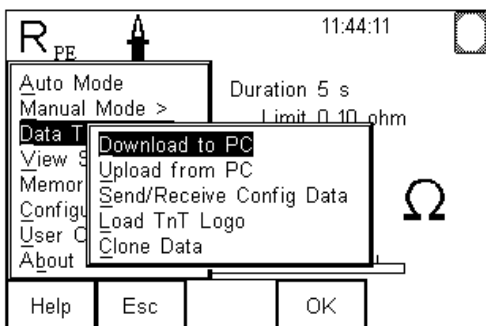 R PE
11:44:11
Auto Mode
Manual Mode >
Data T
View S
Memor
Configu
User O
About
Duration 5 s
Limit 0.10 ohm
Download to PC
Upload from PC
Send/Receive Config Data
Load TnT Logo
Clone Data
Ω
Help
Esc
OK